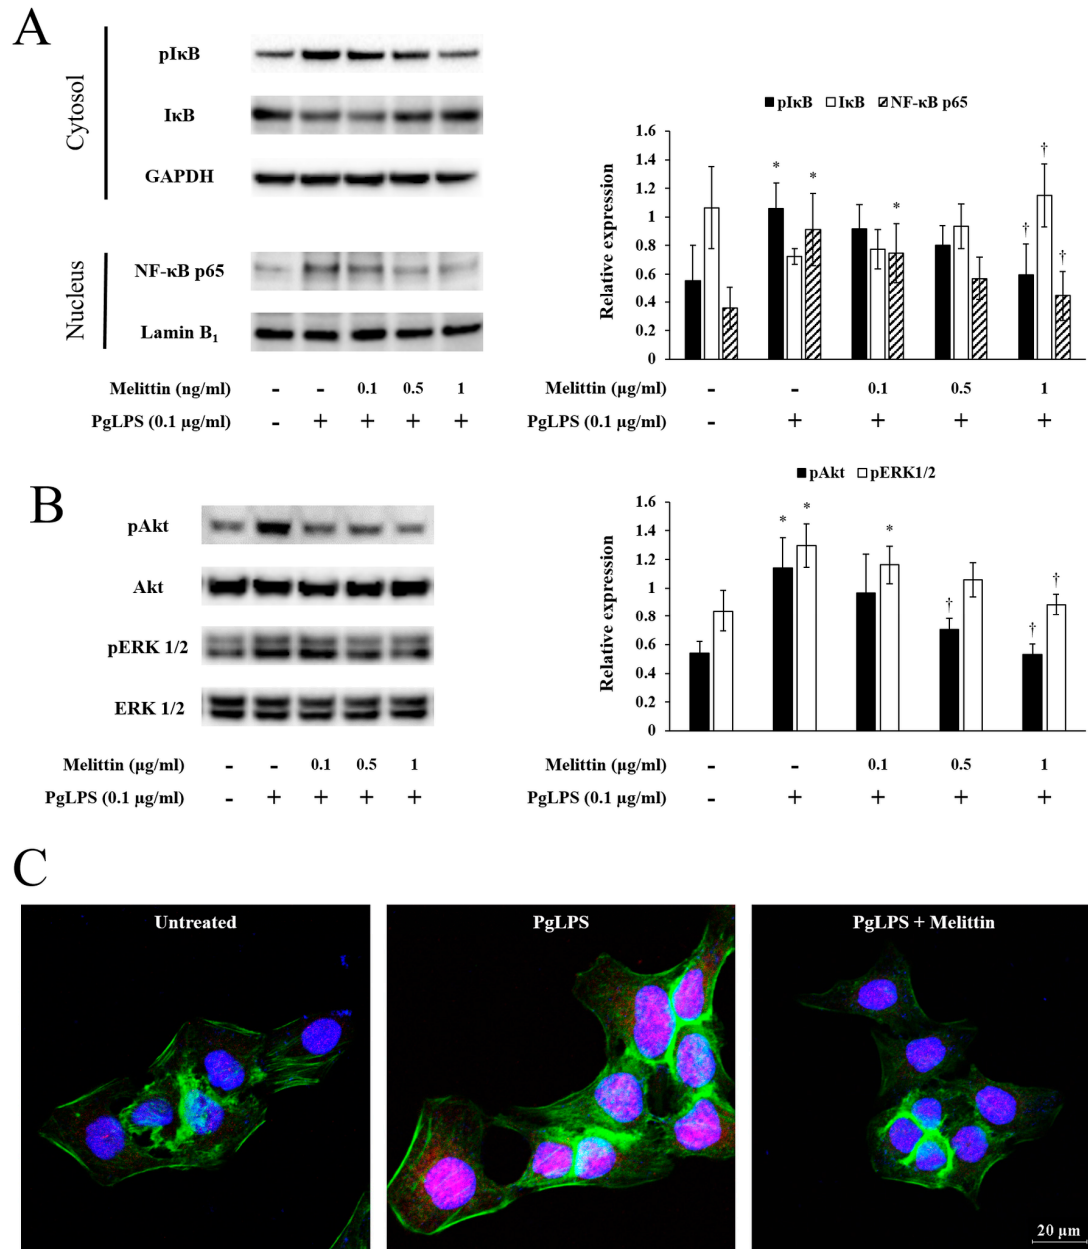 A
Cytosol
pIκB
IκB
GAPDH
Nucleus
NF-κB p65
Lamin B₁
Melittin (ng/ml) - - 0.1 0.5 1
PgLPS (0.1 μg/ml) - + + + +
pIκB IκB NF-κB p65
Relative expression
1.6
1.4
1.2
1
0.8
0.6
0.4
0.2
0
* * * † † †
- - 0.1 0.5 1
Melittin (μg/ml)
- + + + +
PgLPS (0.1 μg/ml)
B
pAkt
Akt
pERK 1/2
ERK 1/2
Melittin (μg/ml) - - 0.1 0.5 1
PgLPS (0.1 μg/ml) - + + + +
pAkt pERK1/2
Relative expression
1.6
1.4
1.2
1
0.8
0.6
0.4
0.2
0
* * * † † †
Melittin (μg/ml) - - 0.1 0.5 1
PgLPS (0.1 μg/ml) - + + + +
C
Untreated
PgLPS
PgLPS + Melittin
20 μm